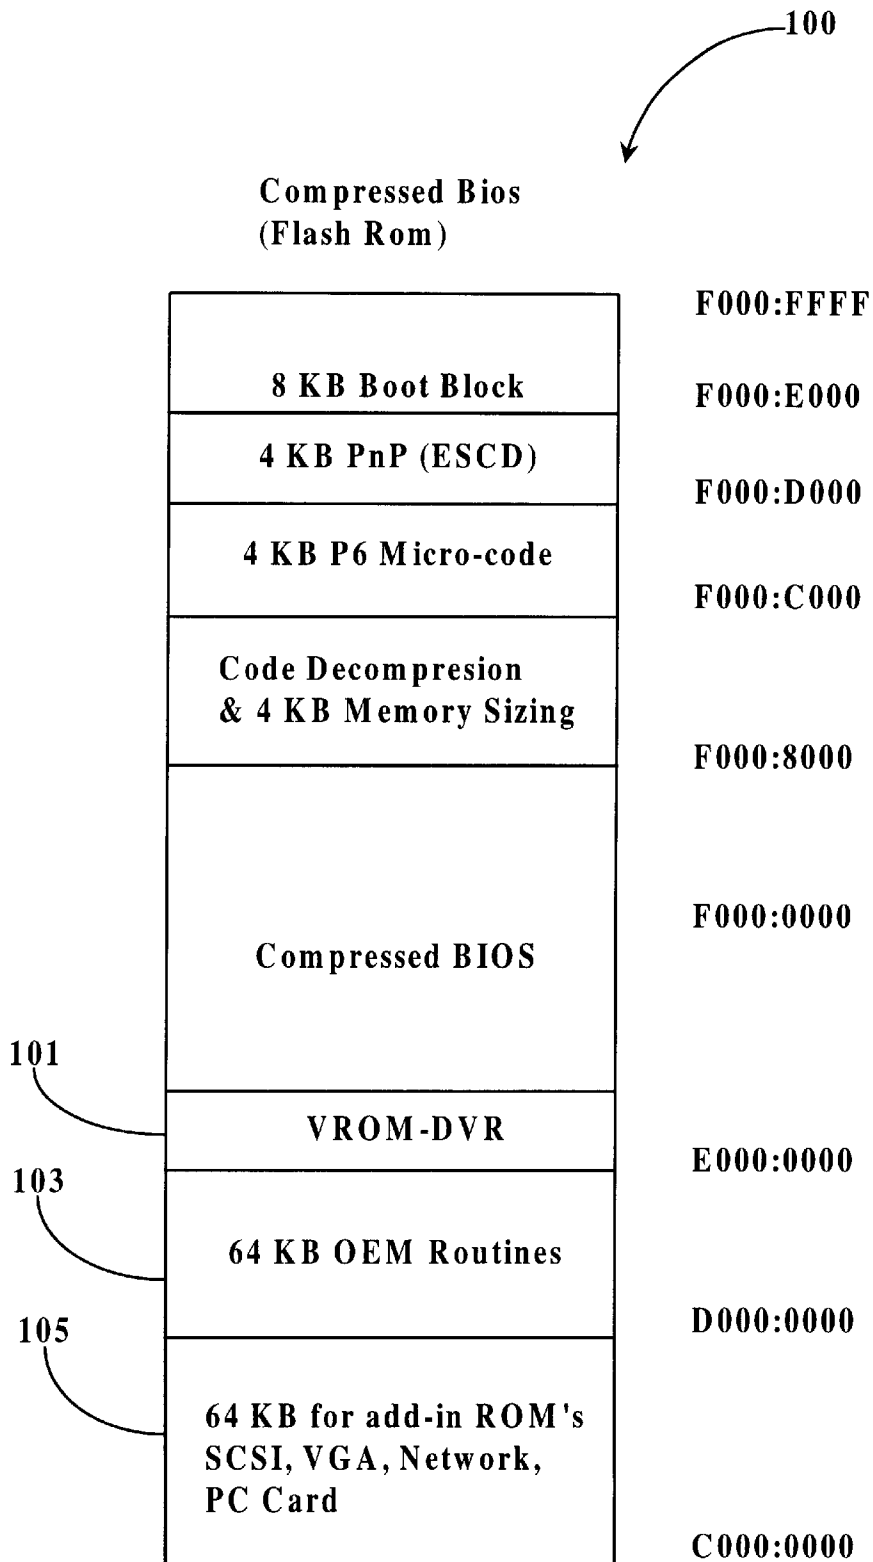 100
Compressed Bios
(Flash Rom)
F000:FFFF
8 KB Boot Block
F000:E000
4 KB PnP (ESCD)
F000:D000
4 KB P6 Micro-code
F000:C000
Code Decompresion
& 4 KB Memory Sizing
F000:8000
F000:0000
Compressed BIOS
101
VROM-DVR
E000:0000
103
64 KB OEM Routines
D000:0000
105
64 KB for add-in ROM's
SCSI, VGA, Network,
PC Card
C000:0000